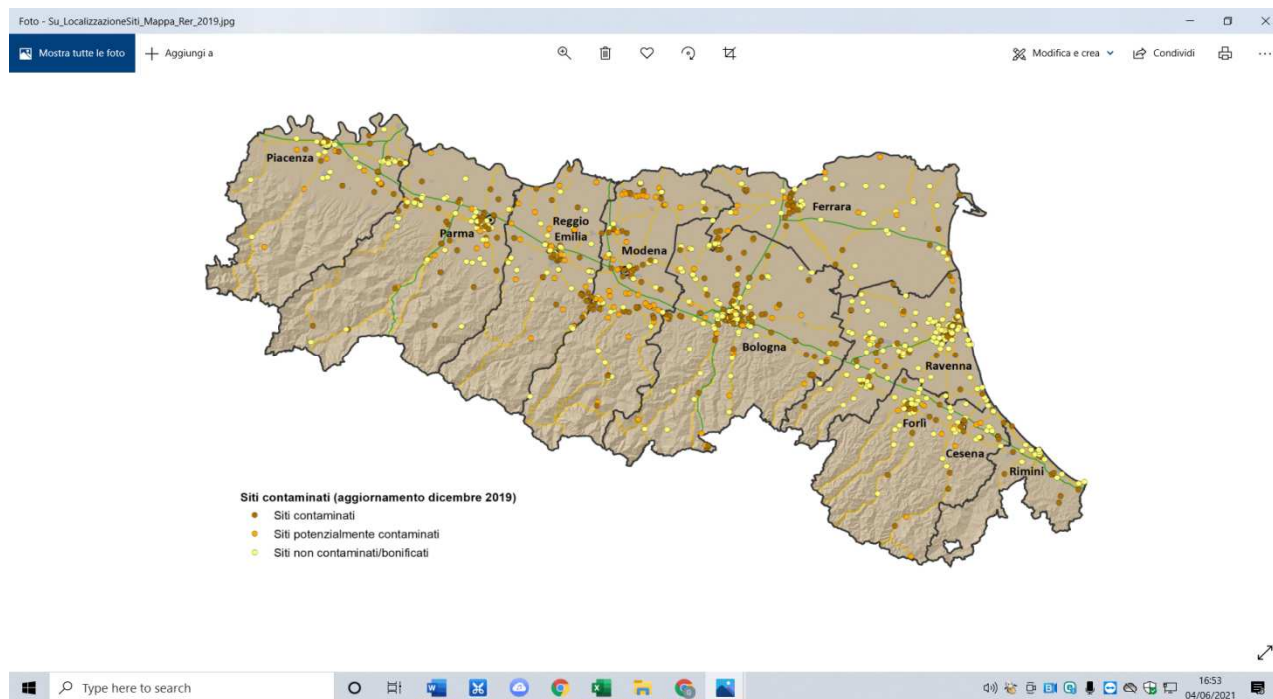 Foto - Su_LocalizzazioneSiti_Mappa_Rer_2019.jpg
Mostra tutte le foto
Aggiungi a
Modifica e crea
Condividi
Piacenza
Parma
Reggio
Emilia
Modena
Ferrara
Bologna
Ravenna
Forlì
Cesena
Rimini
Siti contaminati (aggiornamento dicembre 2019)
Siti contaminati
Siti potenzialmente contaminati
Siti non contaminati/bonificati
Type here to search
16:53
04/06/2021